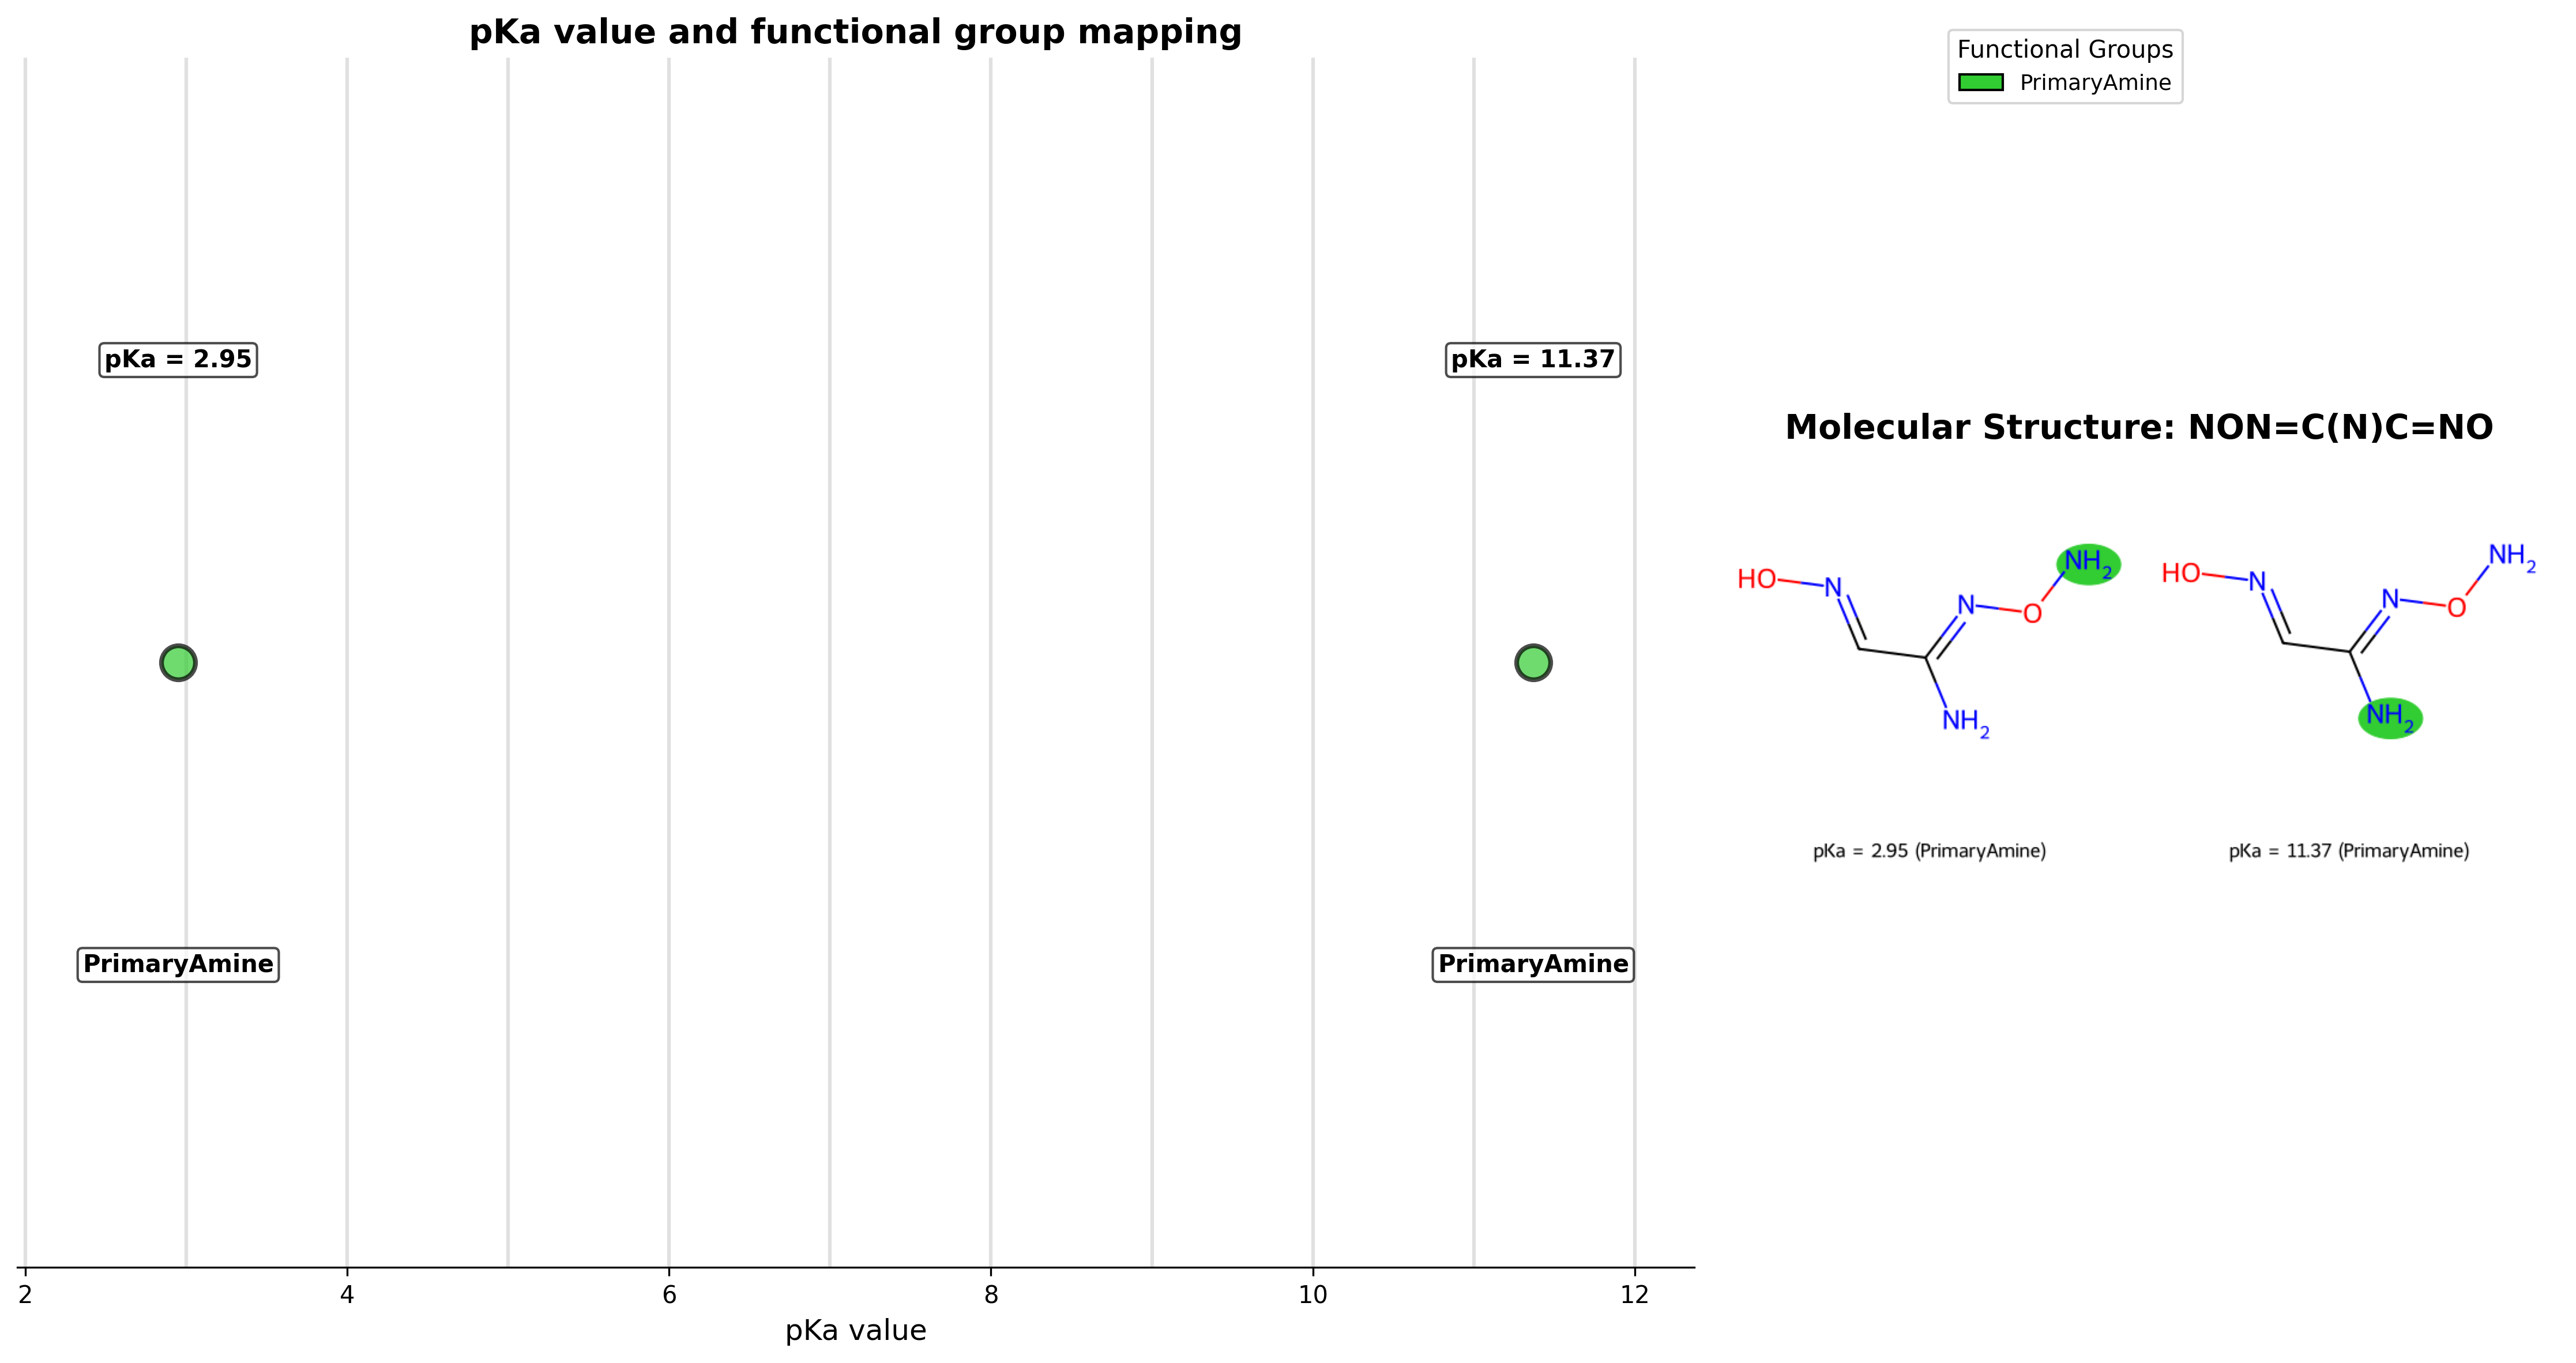 pKa value and functional group mapping
pKa = 2.95
pKa = 11.37
PrimaryAmine
PrimaryAmine
2
4
6
8
10
12
pKa value
Functional Groups
PrimaryAmine
Molecular Structure: NON=C(N)C=NO
HO
N
N
O
NH2
NH2
HO
N
N
O
NH2
NH2
pKa = 2.95 (PrimaryAmine)
pKa = 11.37 (PrimaryAmine)